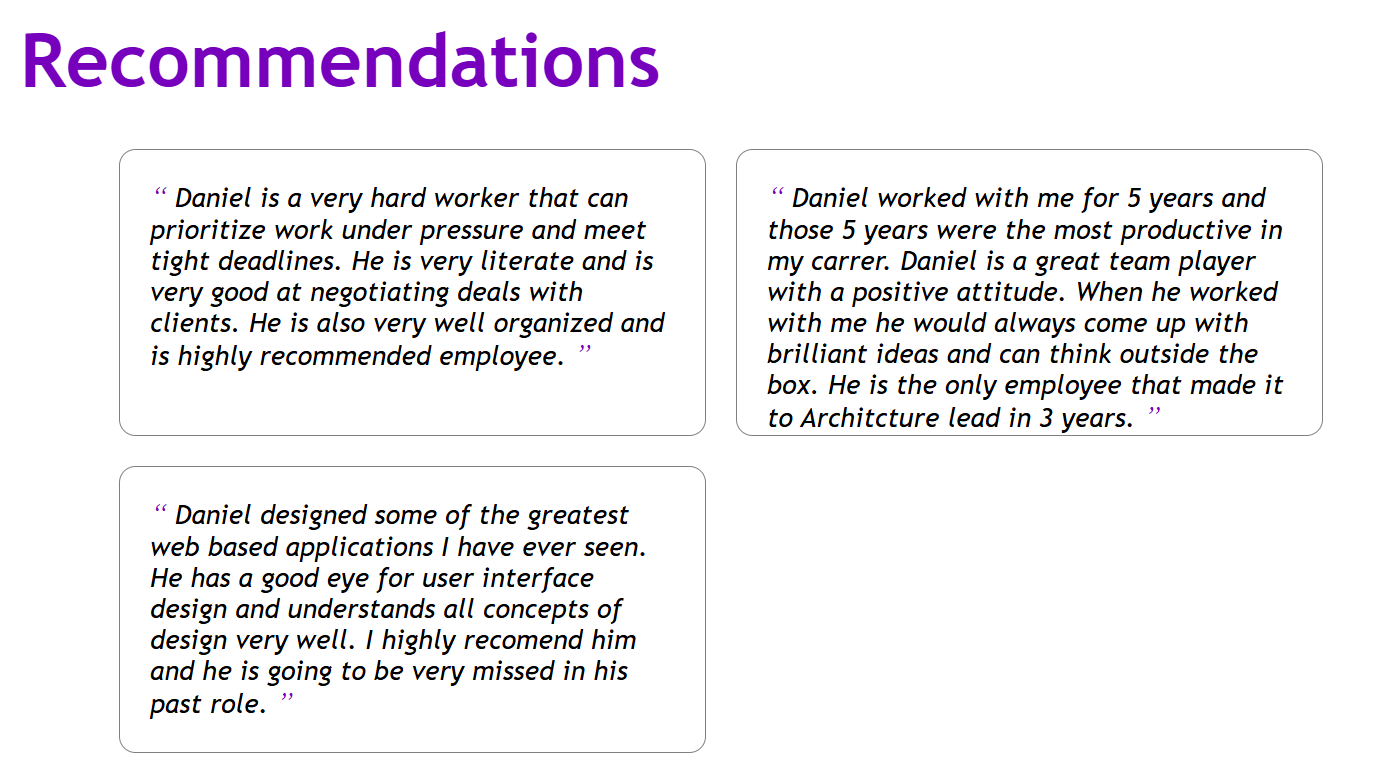 Recommendations
“ Daniel is a very hard worker that can
prioritize work under pressure and meet
tight deadlines. He is very literate and is
very good at negotiating deals with
clients. He is also very well organized and
is highly recommended employee. ”
“ Daniel worked with me for 5 years and
those 5 years were the most productive in
my carrer. Daniel is a great team player
with a positive attitude. When he worked
with me he would always come up with
brilliant ideas and can think outside the
box. He is the only employee that made it
to Architcture lead in 3 years. ”
“ Daniel designed some of the greatest
web based applications I have ever seen.
He has a good eye for user interface
design and understands all concepts of
design very well. I highly recomend him
and he is going to be very missed in his
past role. ”